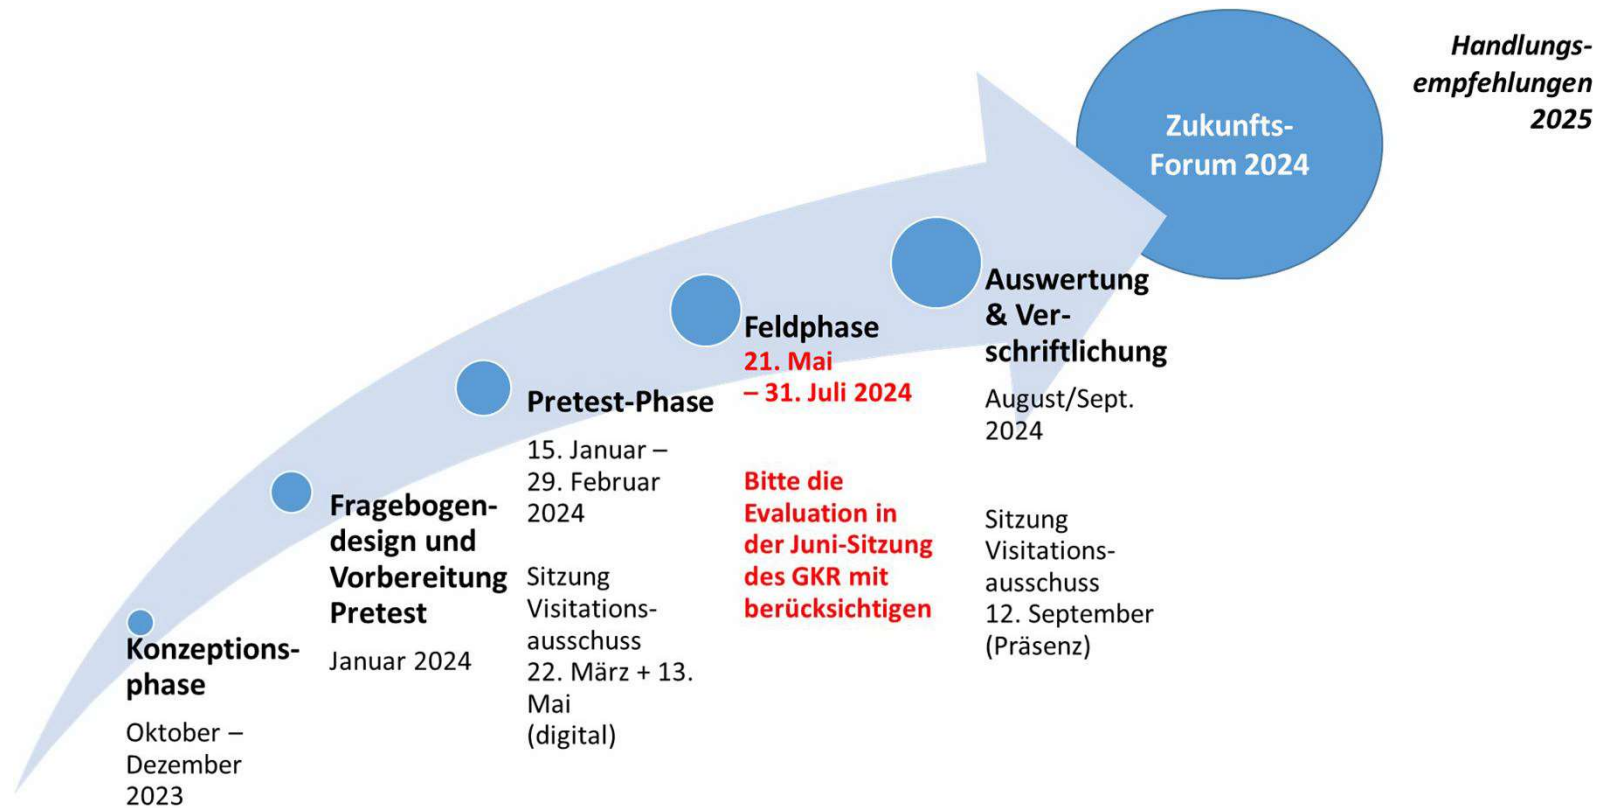 Konzeptions-
phase
Oktober –
Dezember
2023
Fragebogen-
design und
Vorbereitung
Pretest
Januar 2024
Pretest-Phase
15. Januar –
29. Februar
2024
Sitzung
Visitations-
ausschuss
22. März + 13.
Mai
(digital)
Feldphase
21. Mai
– 31. Juli 2024
Bitte die
Evaluation in
der Juni-Sitzung
des GKR mit
berücksichtigen
Auswertung
& Ver-
schriftlichung
August/Sept.
2024
Sitzung
Visitations-
ausschuss
12. September
(Präsenz)
Zukunfts-
Forum 2024
Handlungs-
empfehlungen
2025